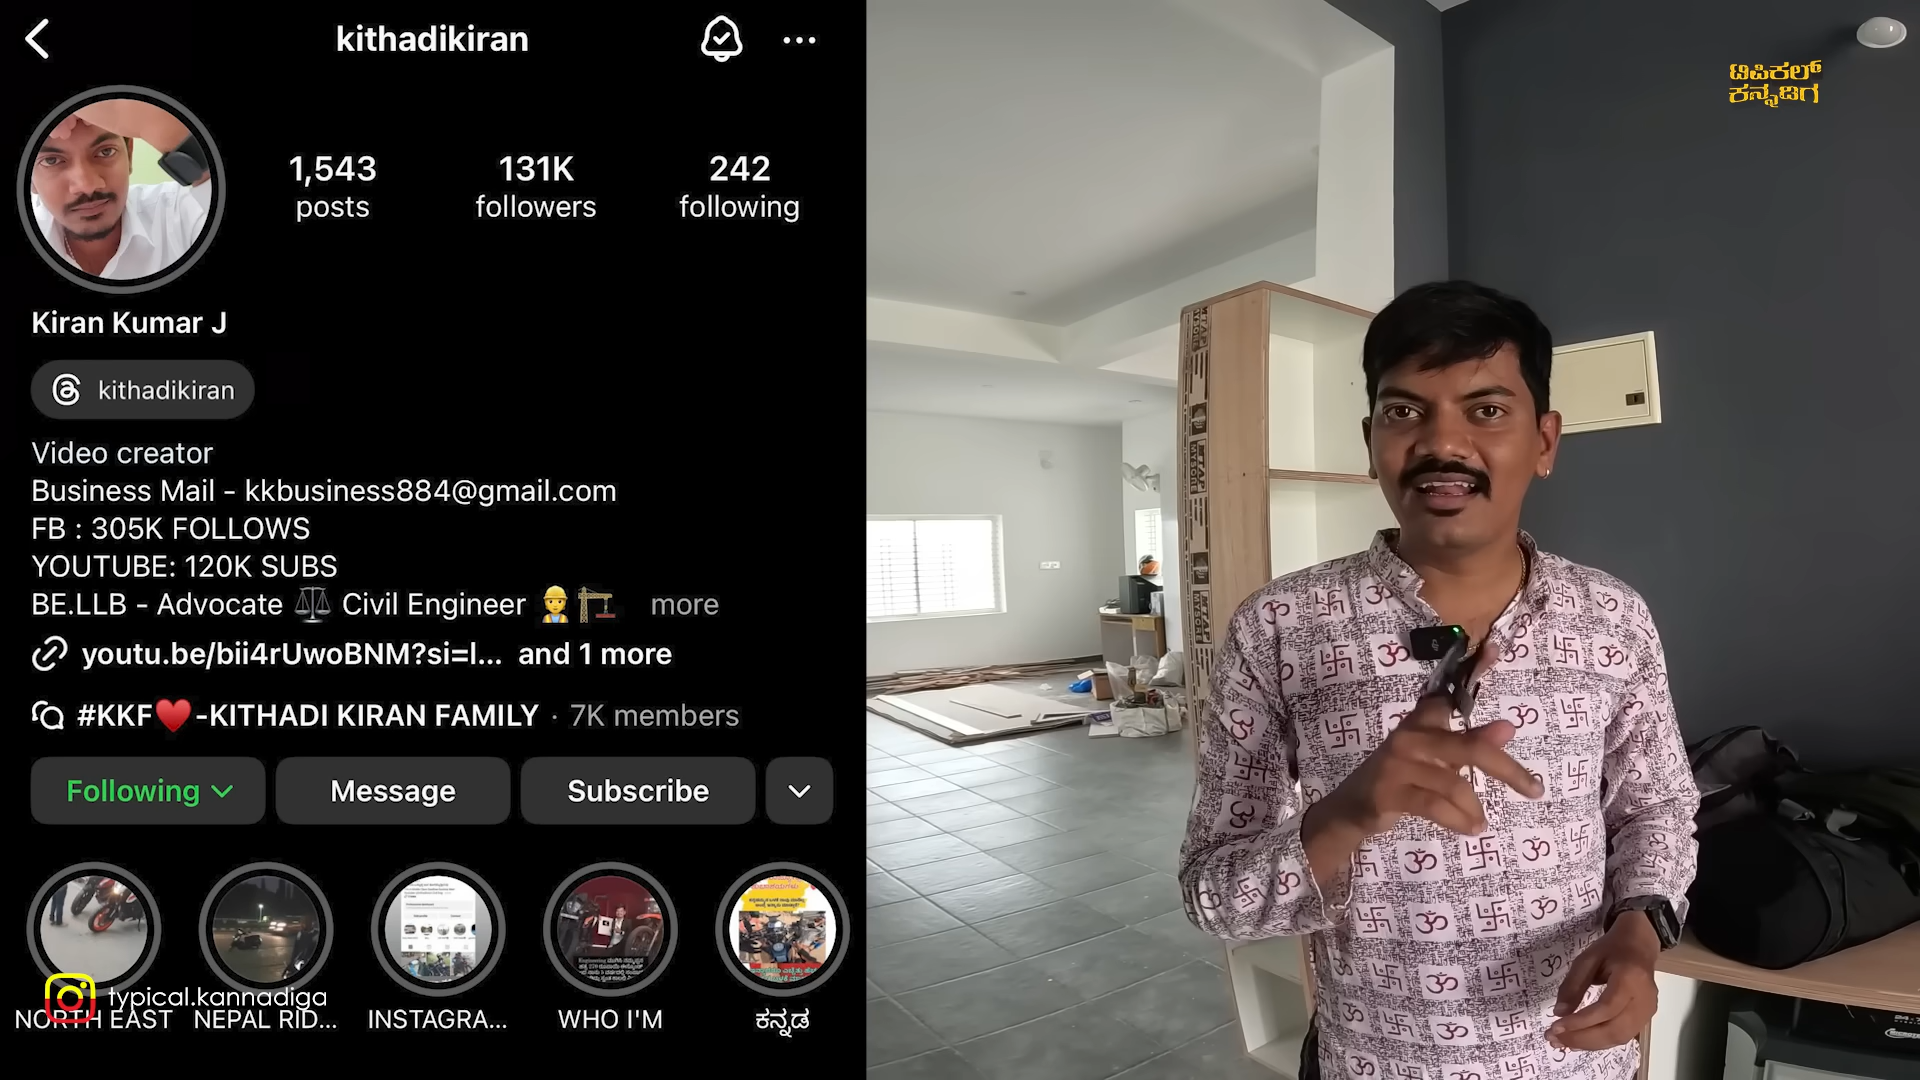 kithadikiran
1,543
posts
131K
followers
242
following
Kiran Kumar J
kithadikiran
Video creator
Business Mail - kkbusiness884@gmail.com
FB : 305K FOLLOWS
YOUTUBE: 120K SUBS
BE.LLB - Advocate ⚖️ Civil Engineer 👷🏗️ more
youtu.be/bii4rUwoBNM?si=l... and 1 more
#KKF♥️-KITHADI KIRAN FAMILY · 7K members
Following
Message
Subscribe
NORTH EAST
NEPAL RID...
INSTAGRA...
WHO I'M
ಕನ್ನಡ
typical.kannadiga
ಟಿಪಿಕಲ್
ಕನ್ನಡಿಗ
MYSORE
ॐ